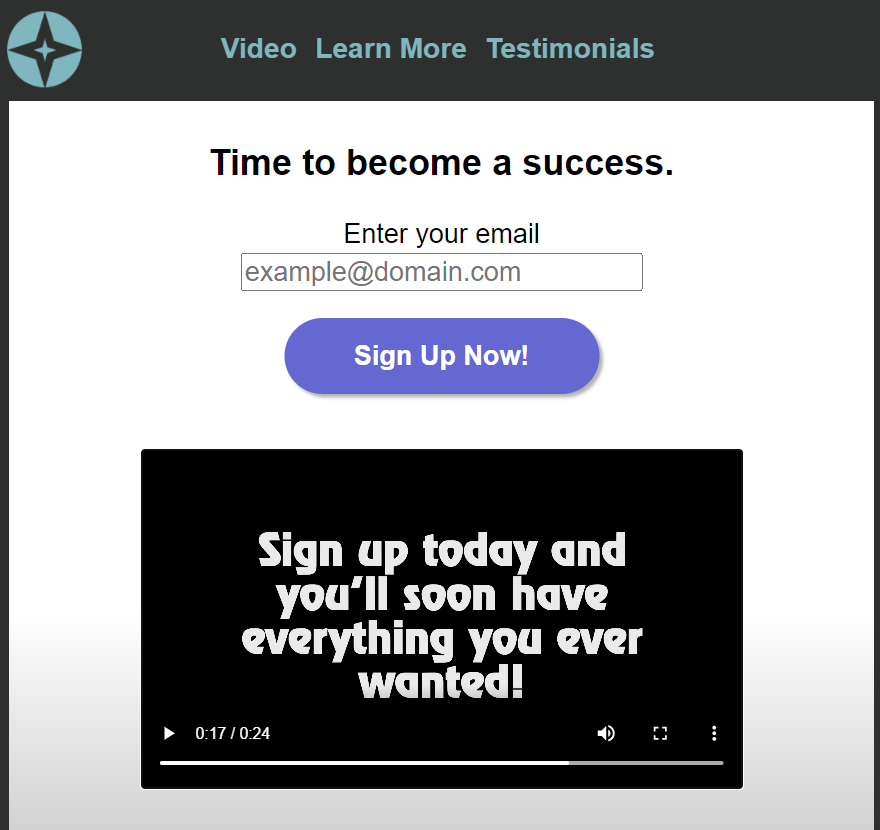 Video Learn More Testimonials
Time to become a success.
Enter your email
example@domain.com
Sign Up Now!
Sign up today and
you'll soon have
everything you ever
wanted!
0:17 / 0:24